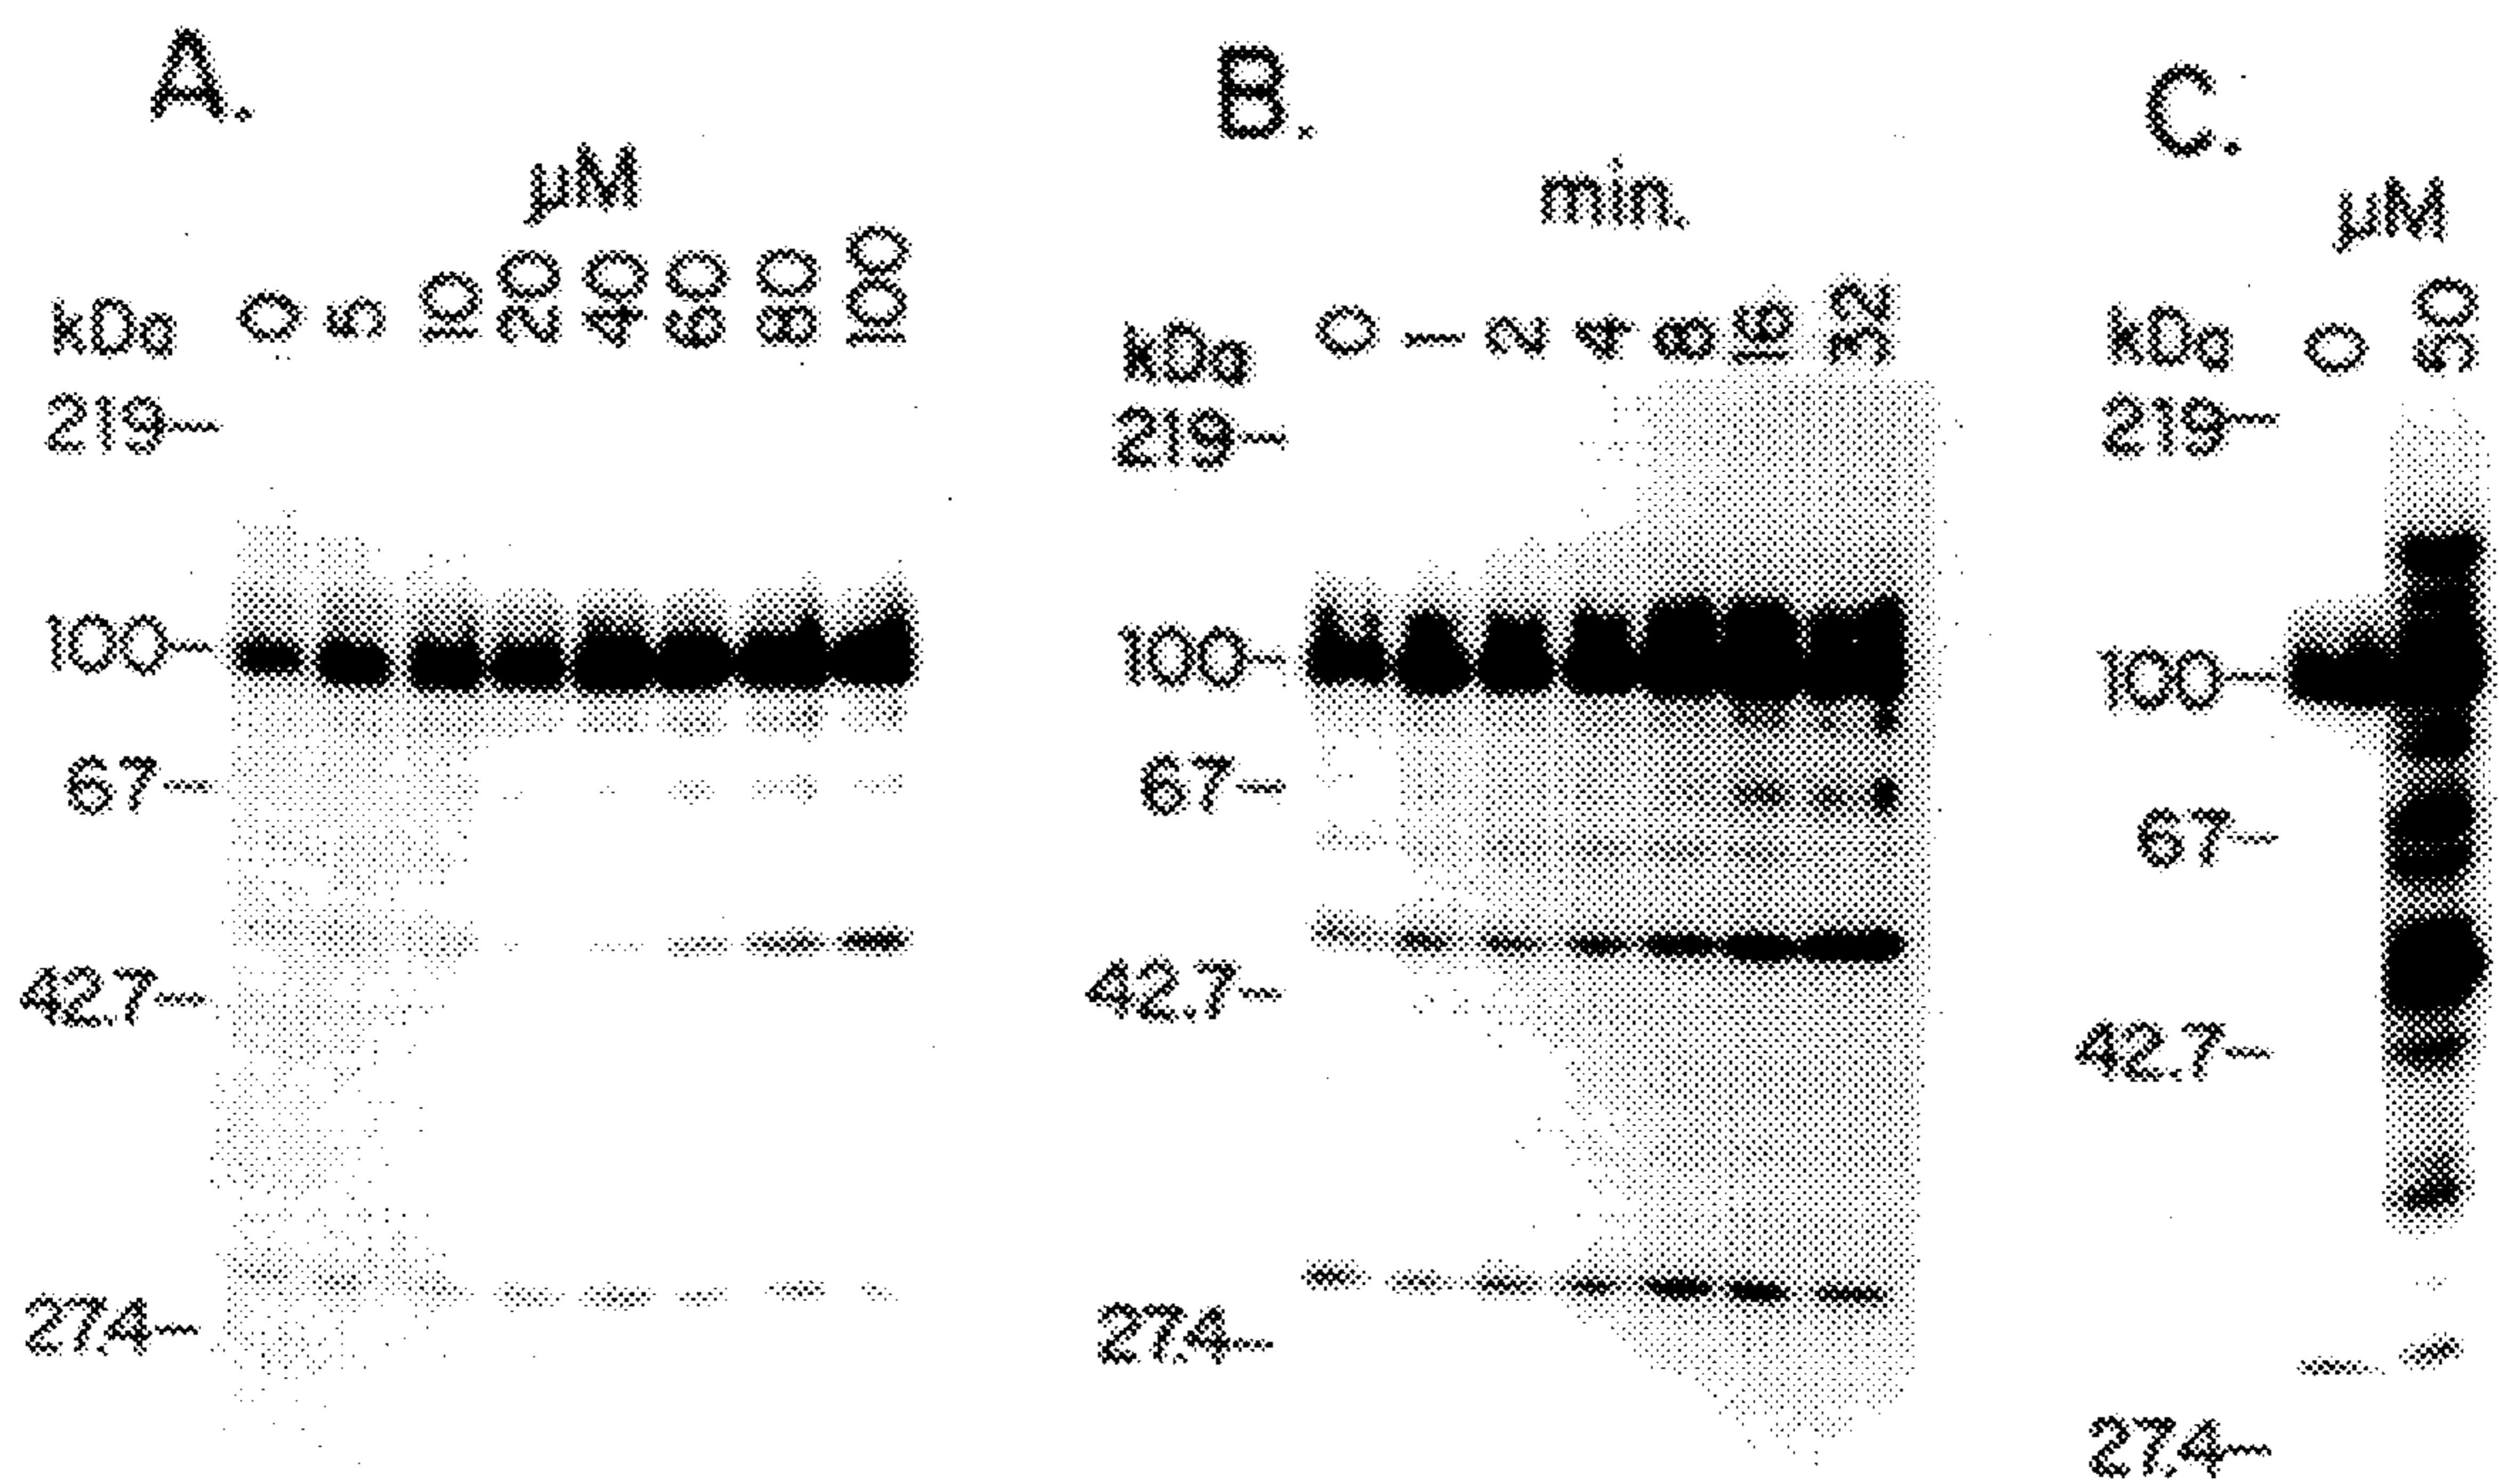 A.
µM
kDa 0 5 10 20 40 60 80 100
219—
100—
67—
42.7—
27.4—
B.
min.
kDa 0 1 2 4 8 16 32
219—
100—
67—
42.7—
27.4—
C.
µM
kDa 0 50
219—
100—
67—
42.7—
27.4—